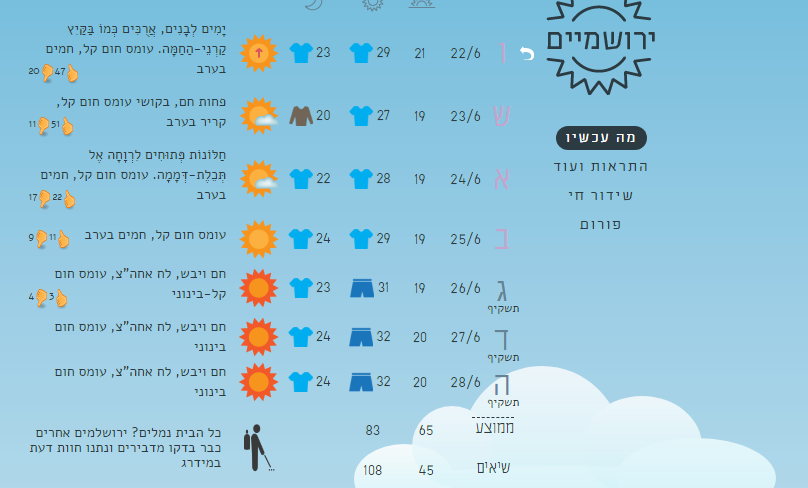 ירושמיים
מה עכשיו
התראות ועוד
שידור חי
פורום
ו 22/6 21 29 23
יָמִים לְבָנִים, אֲרֻכִּים כְּמוֹ בַּקַּיִץ
קַרְנֵי-הַחַמָּה. עומס חום קל, חמים
בערב
47 20
ש 23/6 19 27 20
פחות חם, בקושי עומס חום קל,
קריר בערב
51 11
א 24/6 19 28 22
חַלּוֹנוֹת פְּתוּחִים לִרְוָחָה אֶל
תְּכֵלֶת-דְּמָמָה. עומס חום קל, חמים
בערב
22 17
ב 25/6 19 29 24
עומס חום קל, חמים בערב
11 9
ג 26/6 19 31 23
תשקיף
חם ויבש, לח אחה"צ, עומס חום
קל-בינוני
3 4
ד 27/6 20 32 24
תשקיף
חם ויבש, לח אחה"צ, עומס חום
בינוני
ה 28/6 20 32 24
תשקיף
חם ויבש, לח אחה"צ, עומס חום
בינוני
ממוצע 65 83
שיאים 45 108
כל הבית נמלים? ירושלמים אחרים
כבר בדקו מדבירים ונתנו חוות דעת
במידרג